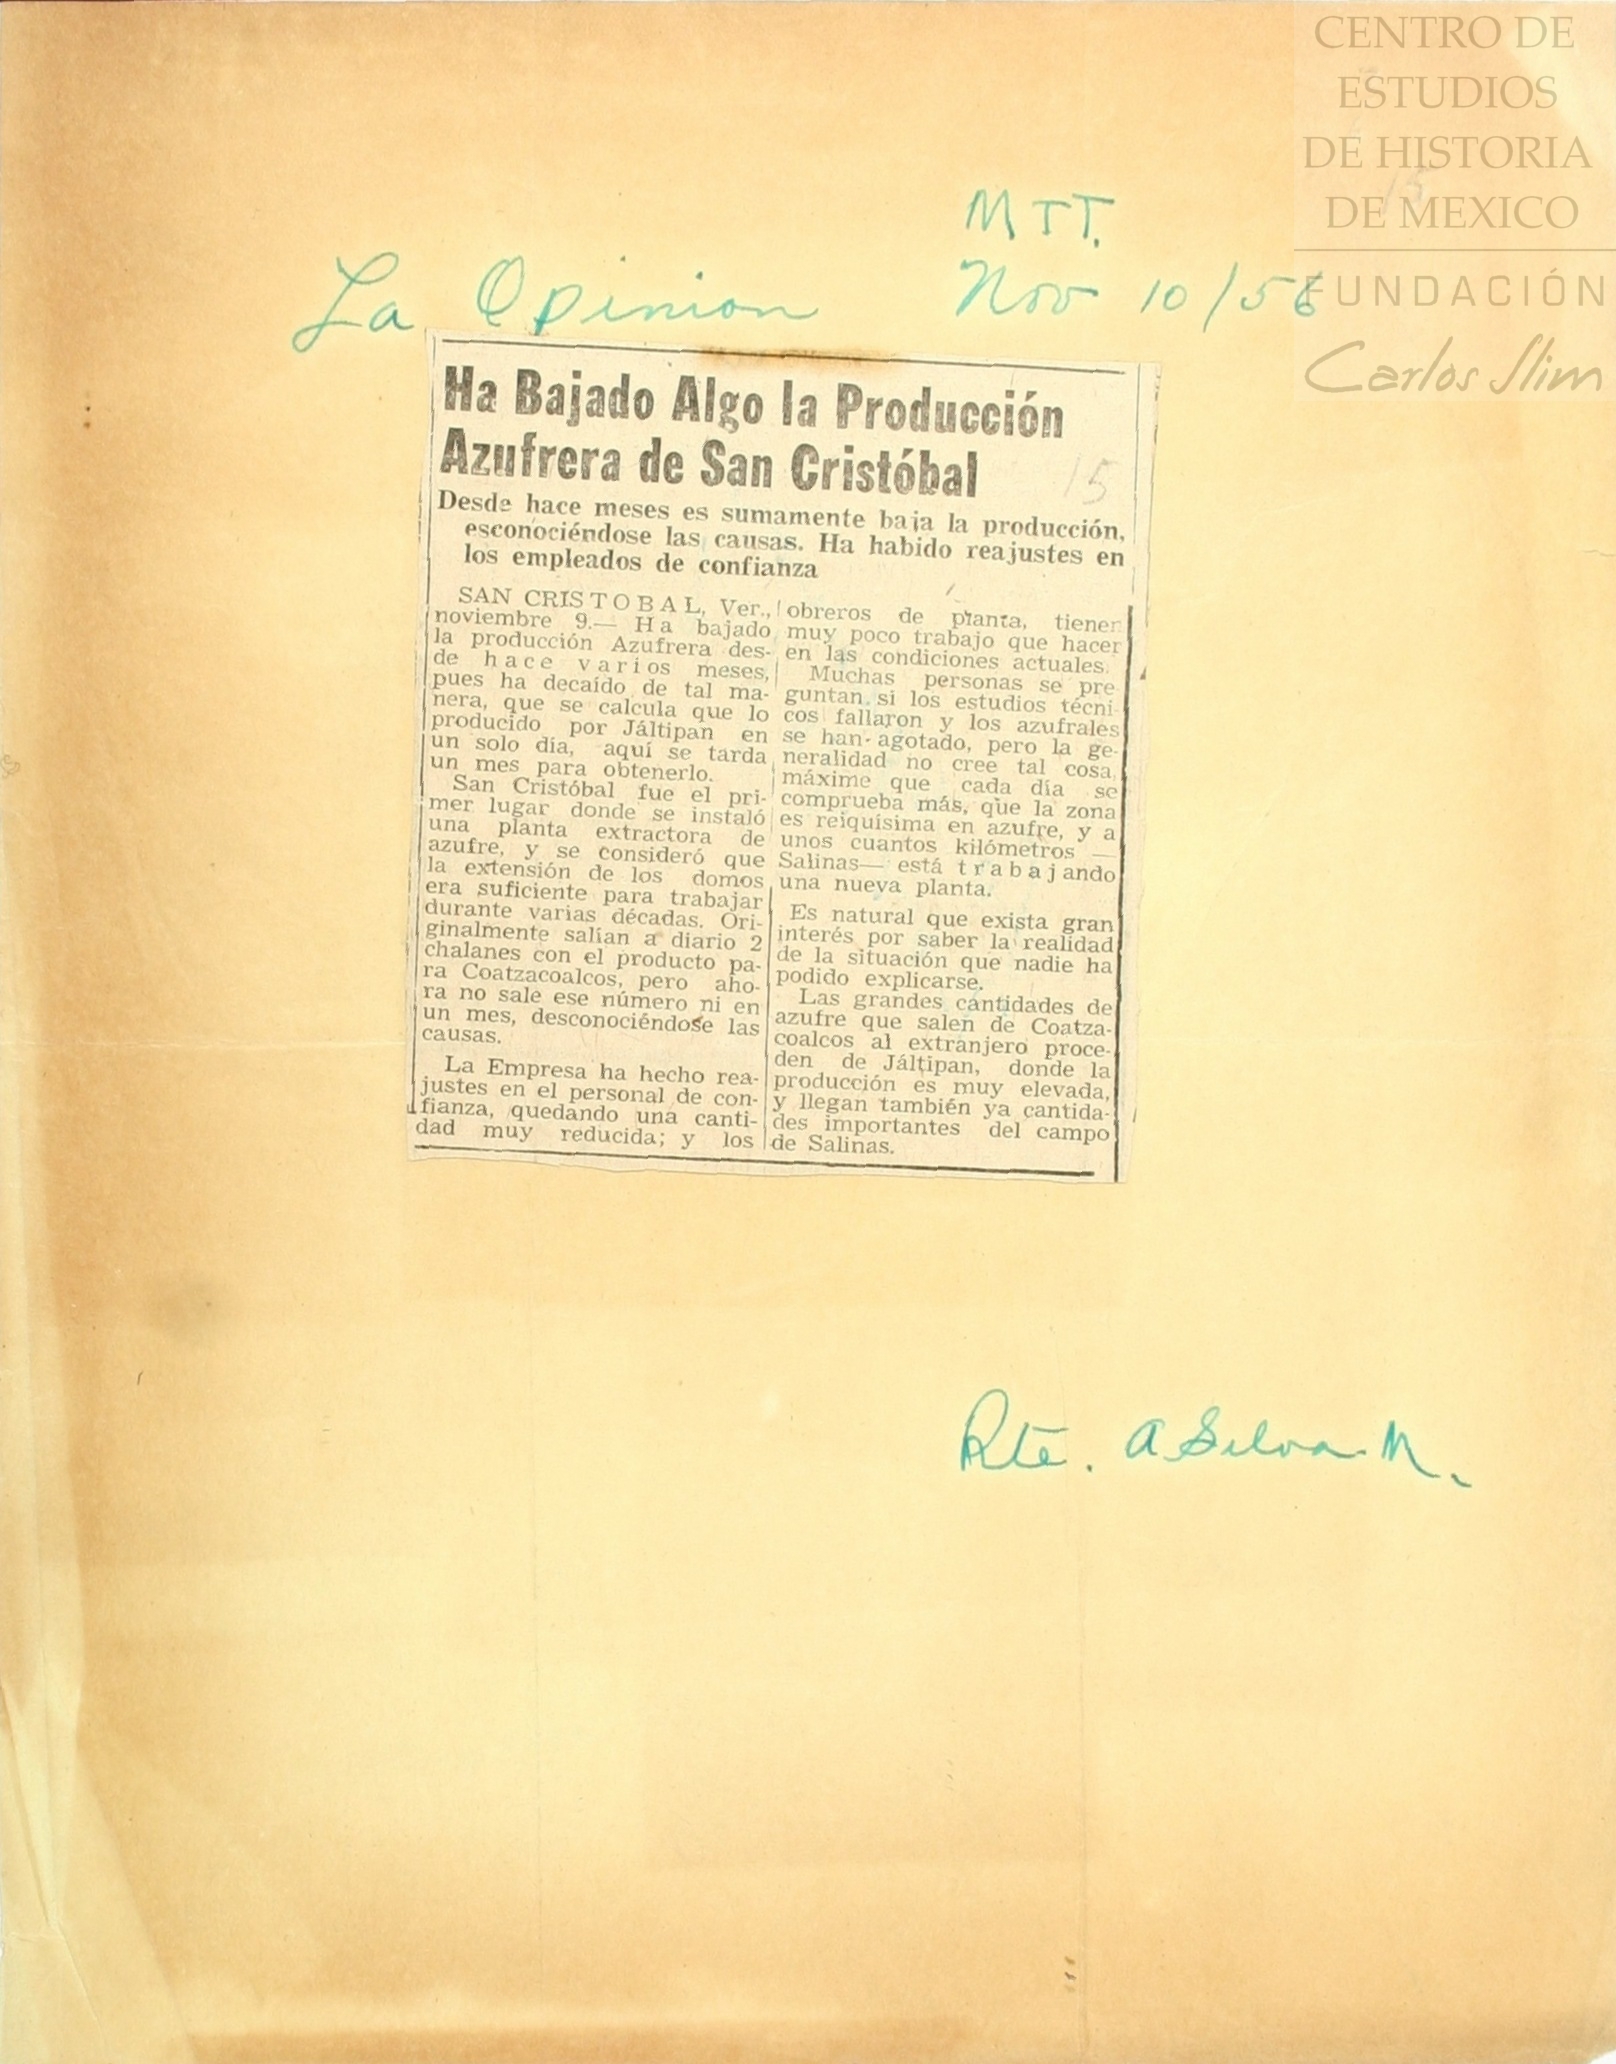 CENTRO DE
ESTUDIOS
DE HISTORIA
DE MEXICO
FUNDACIÓN
Carlos Slim
15
MTT.
La Opinion Nov 10/56
Ha Bajado Algo la Producción
Azufrera de San Cristóbal
15
Desde hace meses es sumamente baja la producción,
esconociéndose las causas. Ha habido reajustes en
los empleados de confianza
SAN CRISTOBAL, Ver.,
noviembre 9.— Ha bajado
la producción Azufrera des-
de hace varios meses,
pues ha decaído de tal ma-
nera, que se calcula que lo
producido por Jáltipan en
un solo día, aquí se tarda
un mes para obtenerlo.
San Cristóbal fue el pri-
mer lugar donde se instaló
una planta extractora de
azufre, y se consideró que
la extensión de los domos
era suficiente para trabajar
durante varias décadas. Ori-
ginalmente salían a diario 2
chalanes con el producto pa-
ra Coatzacoalcos, pero aho-
ra no sale ese número ni en
un mes, desconociéndose las
causas.
La Empresa ha hecho rea-
justes en el personal de con-
fianza, quedando una canti-
dad muy reducida; y los
obreros de planta, tiener
muy poco trabajo que hacer
en las condiciones actuales.
Muchas personas se pre-
guntan si los estudios técni-
cos fallaron y los azufrales
se han agotado, pero la ge-
neralidad no cree tal cosa,
máxime que cada día se
comprueba más, que la zona
es reiquísima en azufre, y a
unos cuantos kilómetros —
Salinas— está trabajando
una nueva planta.
Es natural que exista gran
interés por saber la realidad
de la situación que nadie ha
podido explicarse.
Las grandes cantidades de
azufre que salen de Coatza-
coalcos al extranjero proce-
den de Jáltipan, donde la
producción es muy elevada,
y llegan también ya cantida-
des importantes del campo
de Salinas.
Rte. A Silva M.